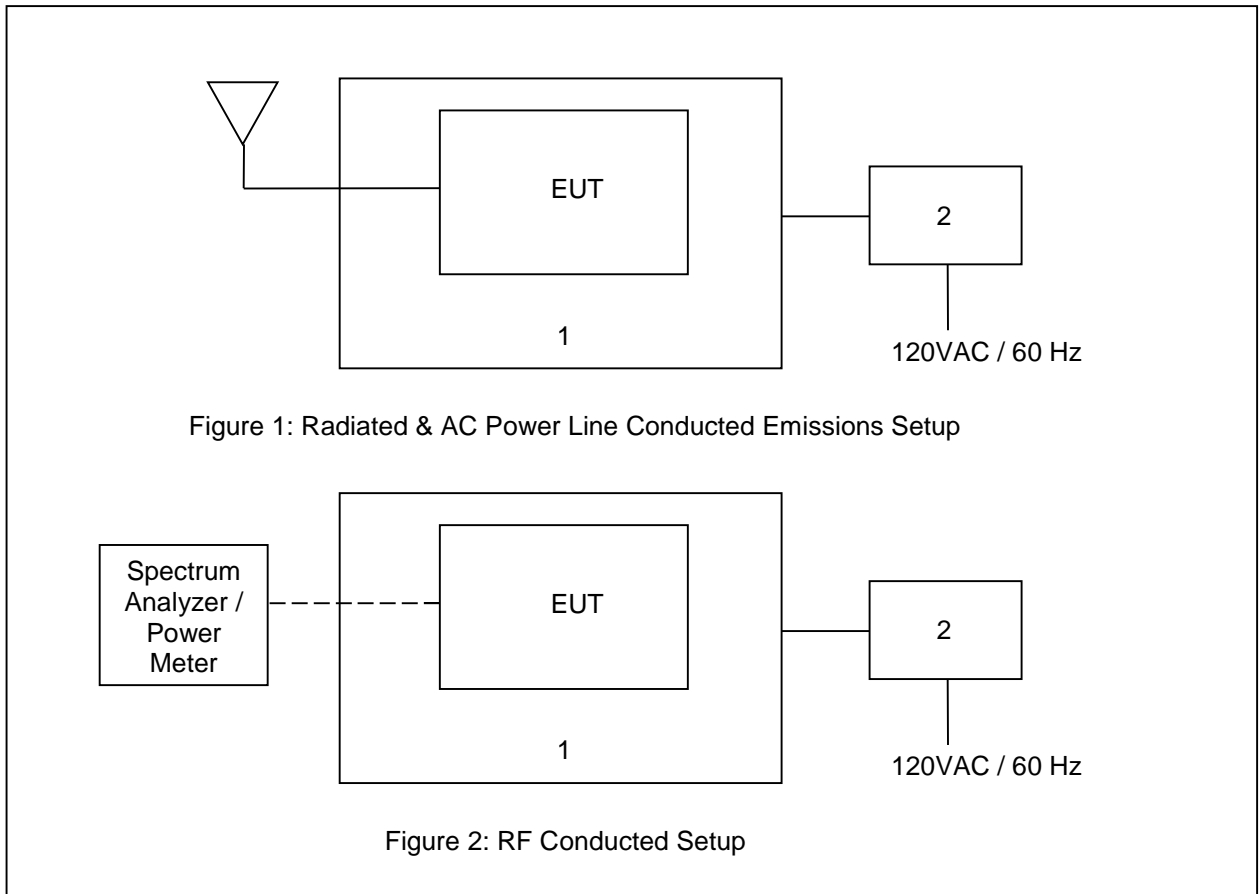 EUT
2
1
120VAC / 60 Hz
Figure 1: Radiated & AC Power Line Conducted Emissions Setup
Spectrum
Analyzer /
Power
Meter
EUT
2
1
120VAC / 60 Hz
Figure 2: RF Conducted Setup